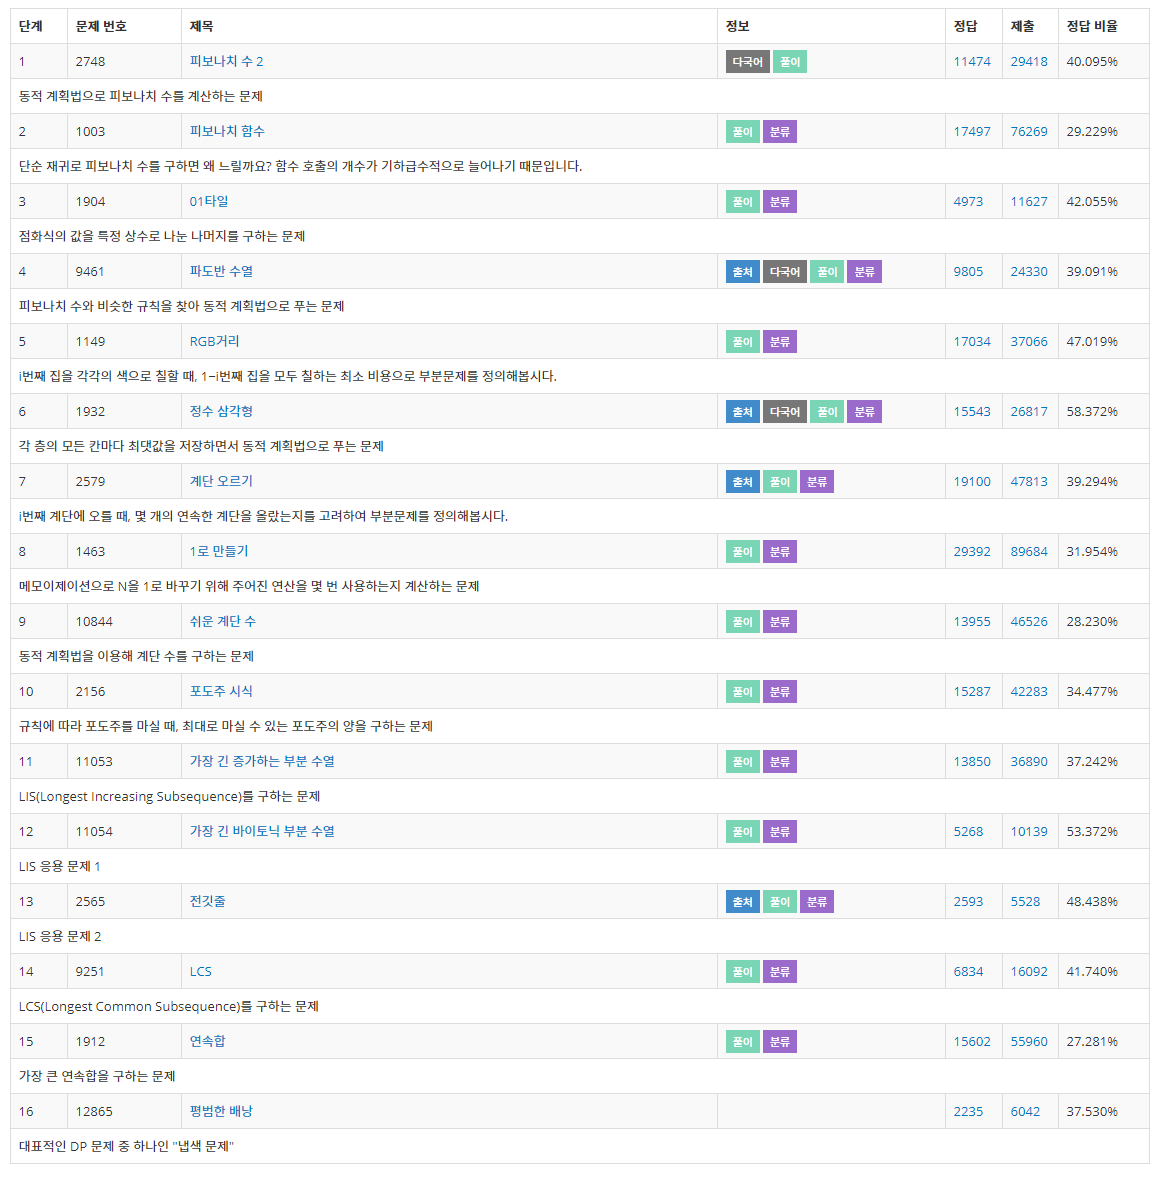 단계 문제 번호 제목 정보 정답 제출 정답 비율
1 2748 피보나치 수 2 다국어 풀이 11474 29418 40.095%
동적 계획법으로 피보나치 수를 계산하는 문제
2 1003 피보나치 함수 풀이 분류 17497 76269 29.229%
단순 재귀로 피보나치 수를 구하면 왜 느릴까요? 함수 호출의 개수가 기하급수적으로 늘어나기 때문입니다.
3 1904 01타일 풀이 분류 4973 11627 42.055%
점화식의 값을 특정 상수로 나눈 나머지를 구하는 문제
4 9461 파도반 수열 출처 다국어 풀이 분류 9805 24330 39.091%
피보나치 수와 비슷한 규칙을 찾아 동적 계획법으로 푸는 문제
5 1149 RGB거리 풀이 분류 17034 37066 47.019%
i번째 집을 각각의 색으로 칠할 때, 1~i번째 집을 모두 칠하는 최소 비용으로 부분문제를 정의해봅시다.
6 1932 정수 삼각형 출처 다국어 풀이 분류 15543 26817 58.372%
각 층의 모든 칸마다 최댓값을 저장하면서 동적 계획법으로 푸는 문제
7 2579 계단 오르기 출처 풀이 분류 19100 47813 39.294%
i번째 계단에 오를 때, 몇 개의 연속한 계단을 올랐는지를 고려하여 부분문제를 정의해봅시다.
8 1463 1로 만들기 풀이 분류 29392 89684 31.954%
메모이제이션으로 N을 1로 바꾸기 위해 주어진 연산을 몇 번 사용하는지 계산하는 문제
9 10844 쉬운 계단 수 풀이 분류 13955 46526 28.230%
동적 계획법을 이용해 계단 수를 구하는 문제
10 2156 포도주 시식 풀이 분류 15287 42283 34.477%
규칙에 따라 포도주를 마실 때, 최대로 마실 수 있는 포도주의 양을 구하는 문제
11 11053 가장 긴 증가하는 부분 수열 풀이 분류 13850 36890 37.242%
LIS(Longest Increasing Subsequence)를 구하는 문제
12 11054 가장 긴 바이토닉 부분 수열 풀이 분류 5268 10139 53.372%
LIS 응용 문제 1
13 2565 전깃줄 출처 풀이 분류 2593 5528 48.438%
LIS 응용 문제 2
14 9251 LCS 풀이 분류 6834 16092 41.740%
LCS(Longest Common Subsequence)를 구하는 문제
15 1912 연속합 풀이 분류 15602 55960 27.281%
가장 큰 연속합을 구하는 문제
16 12865 평범한 배낭 2235 6042 37.530%
대표적인 DP 문제 중 하나인 "냅색 문제"